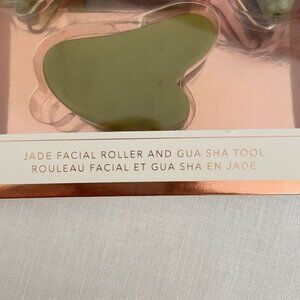 JADE FACIAL ROLLER AND GUA SHA TOOL
ROULEAU FACIAL ET GUA SHA EN JADE